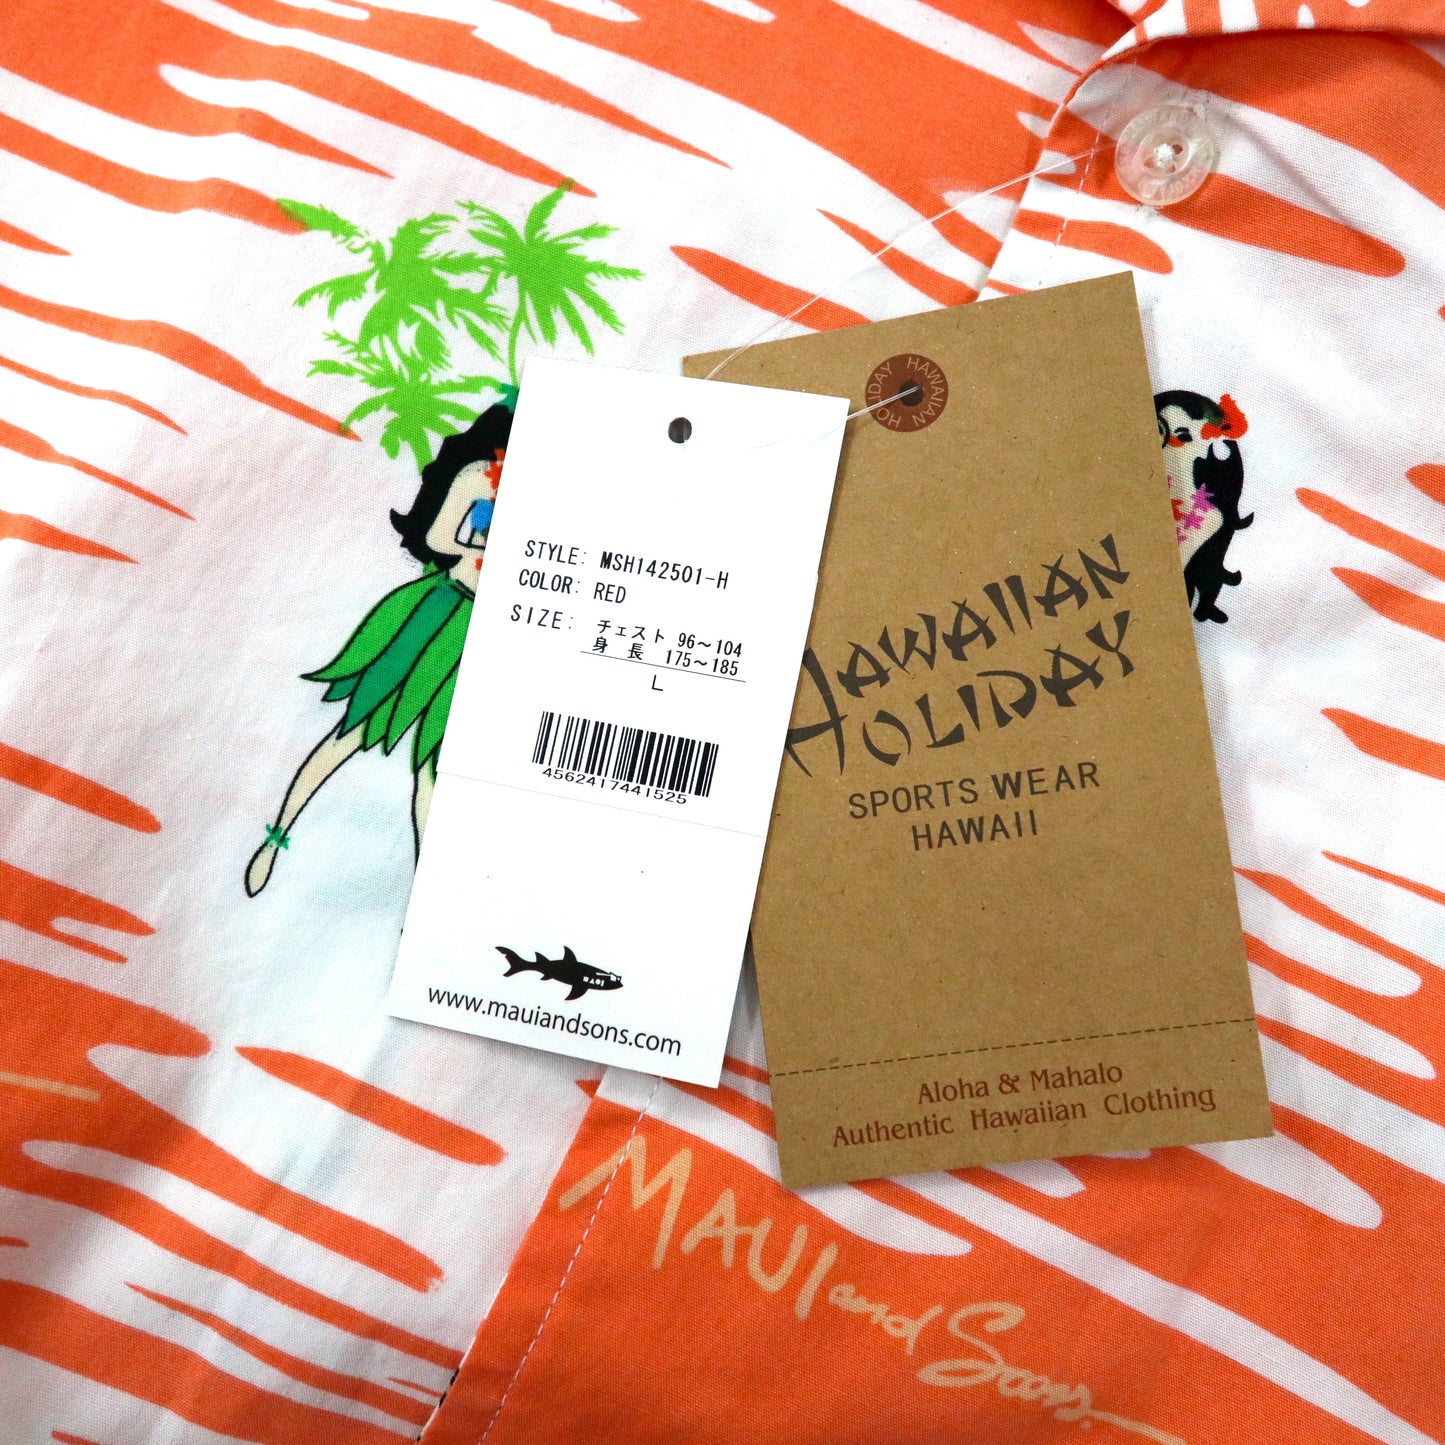 STYLE: MSH142501-H
COLOR: RED
SIZE: チェスト 96～104
身 長 175～185
L
4562417441525
MAUI
www.mauiandsons.com
HAWAIIAN HOLIDAY
HAWAIIAN
HOLIDAY
SPORTS WEAR
HAWAII
Aloha & Mahalo
Authentic Hawaiian Clothing
MAUI and Sons.